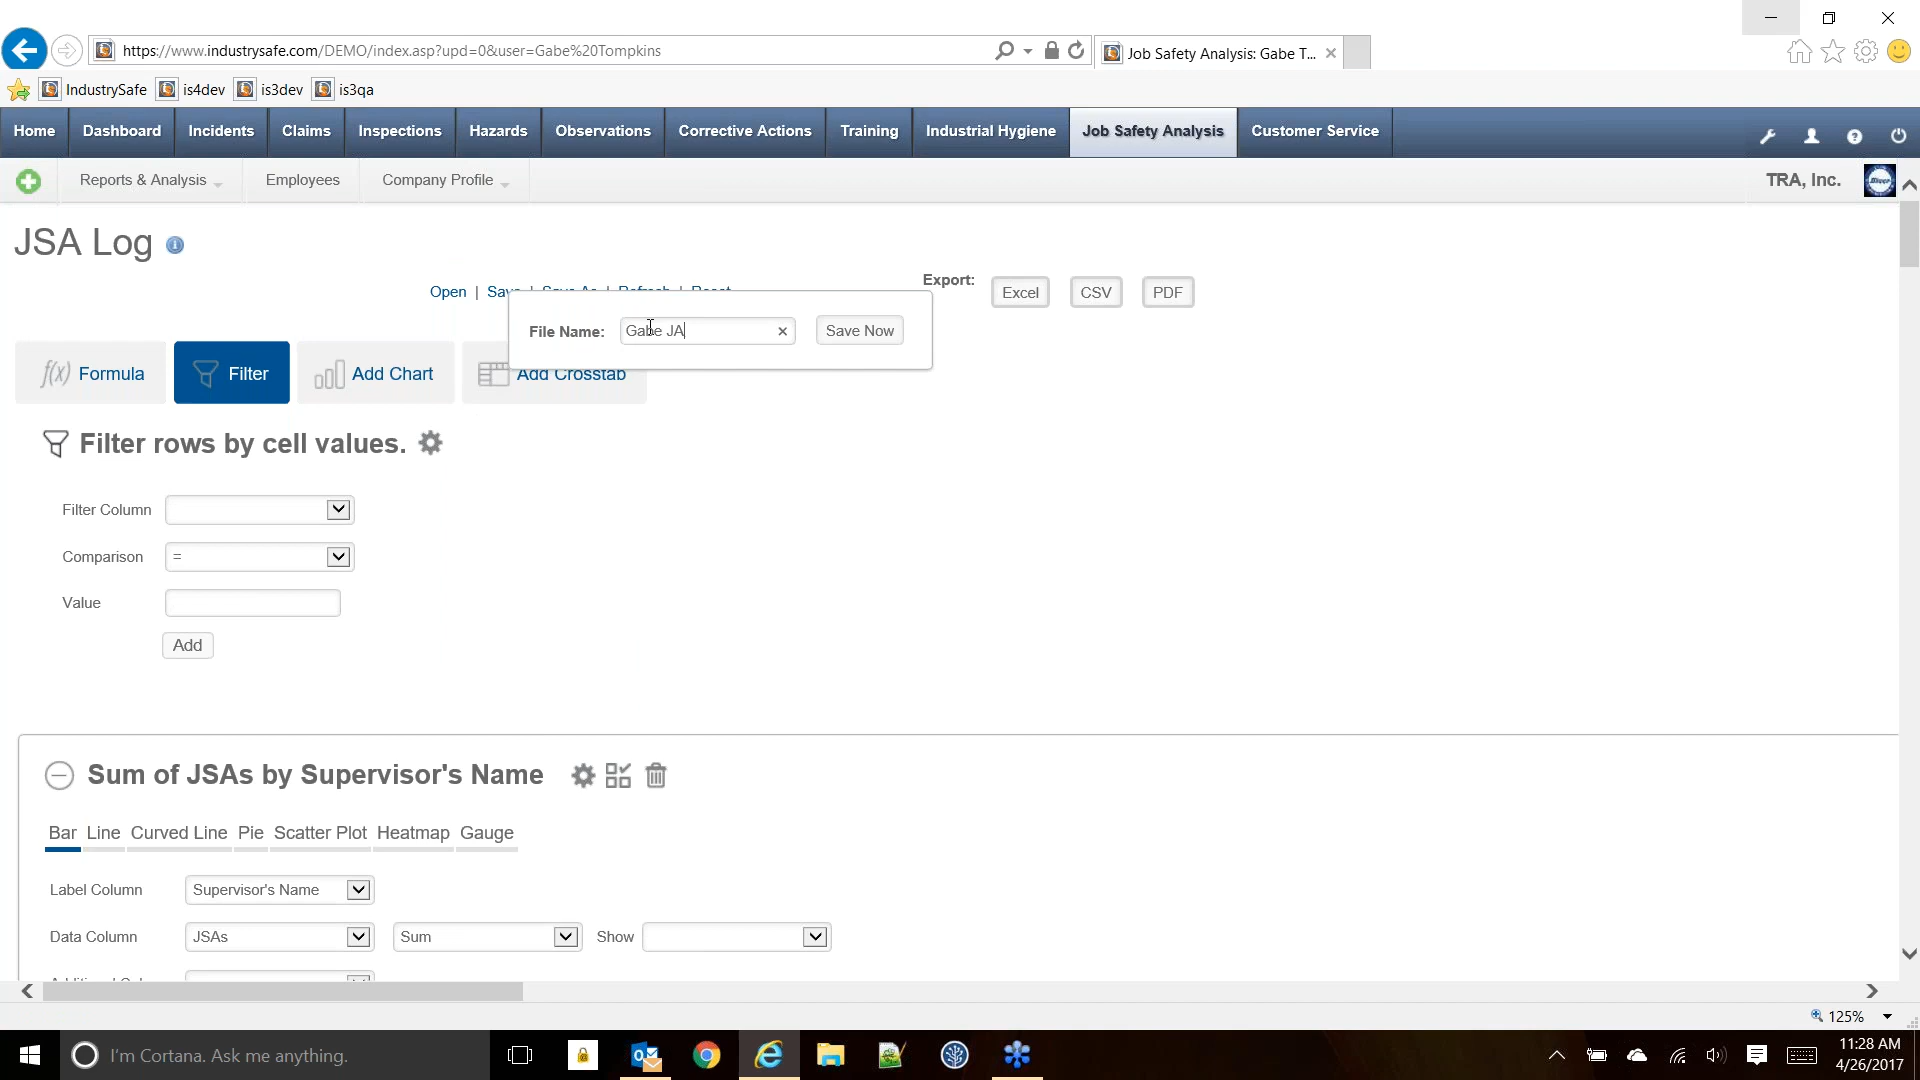 https://www.industrysafe.com/DEMO/index.asp?upd=0&user=Gabe%20Tompkins
Job Safety Analysis: Gabe T...
IndustrySafe
is4dev
is3dev
is3qa
Home
Dashboard
Incidents
Claims
Inspections
Hazards
Observations
Corrective Actions
Training
Industrial Hygiene
Job Safety Analysis
Customer Service
Reports & Analysis
Employees
Company Profile
TRA, Inc.
JSA Log
Open | Save | Save As | Refresh | Reset
Export:
Excel
CSV
PDF
File Name:
Gabe JA
Save Now
f(x) Formula
Filter
Add Chart
Add Crosstab
Filter rows by cell values.
Filter Column
Comparison
=
Value
Add
Sum of JSAs by Supervisor's Name
Bar
Line
Curved Line
Pie
Scatter Plot
Heatmap
Gauge
Label Column
Supervisor's Name
Data Column
JSAs
Sum
Show
125%
I'm Cortana. Ask me anything.
11:28 AM
4/26/2017